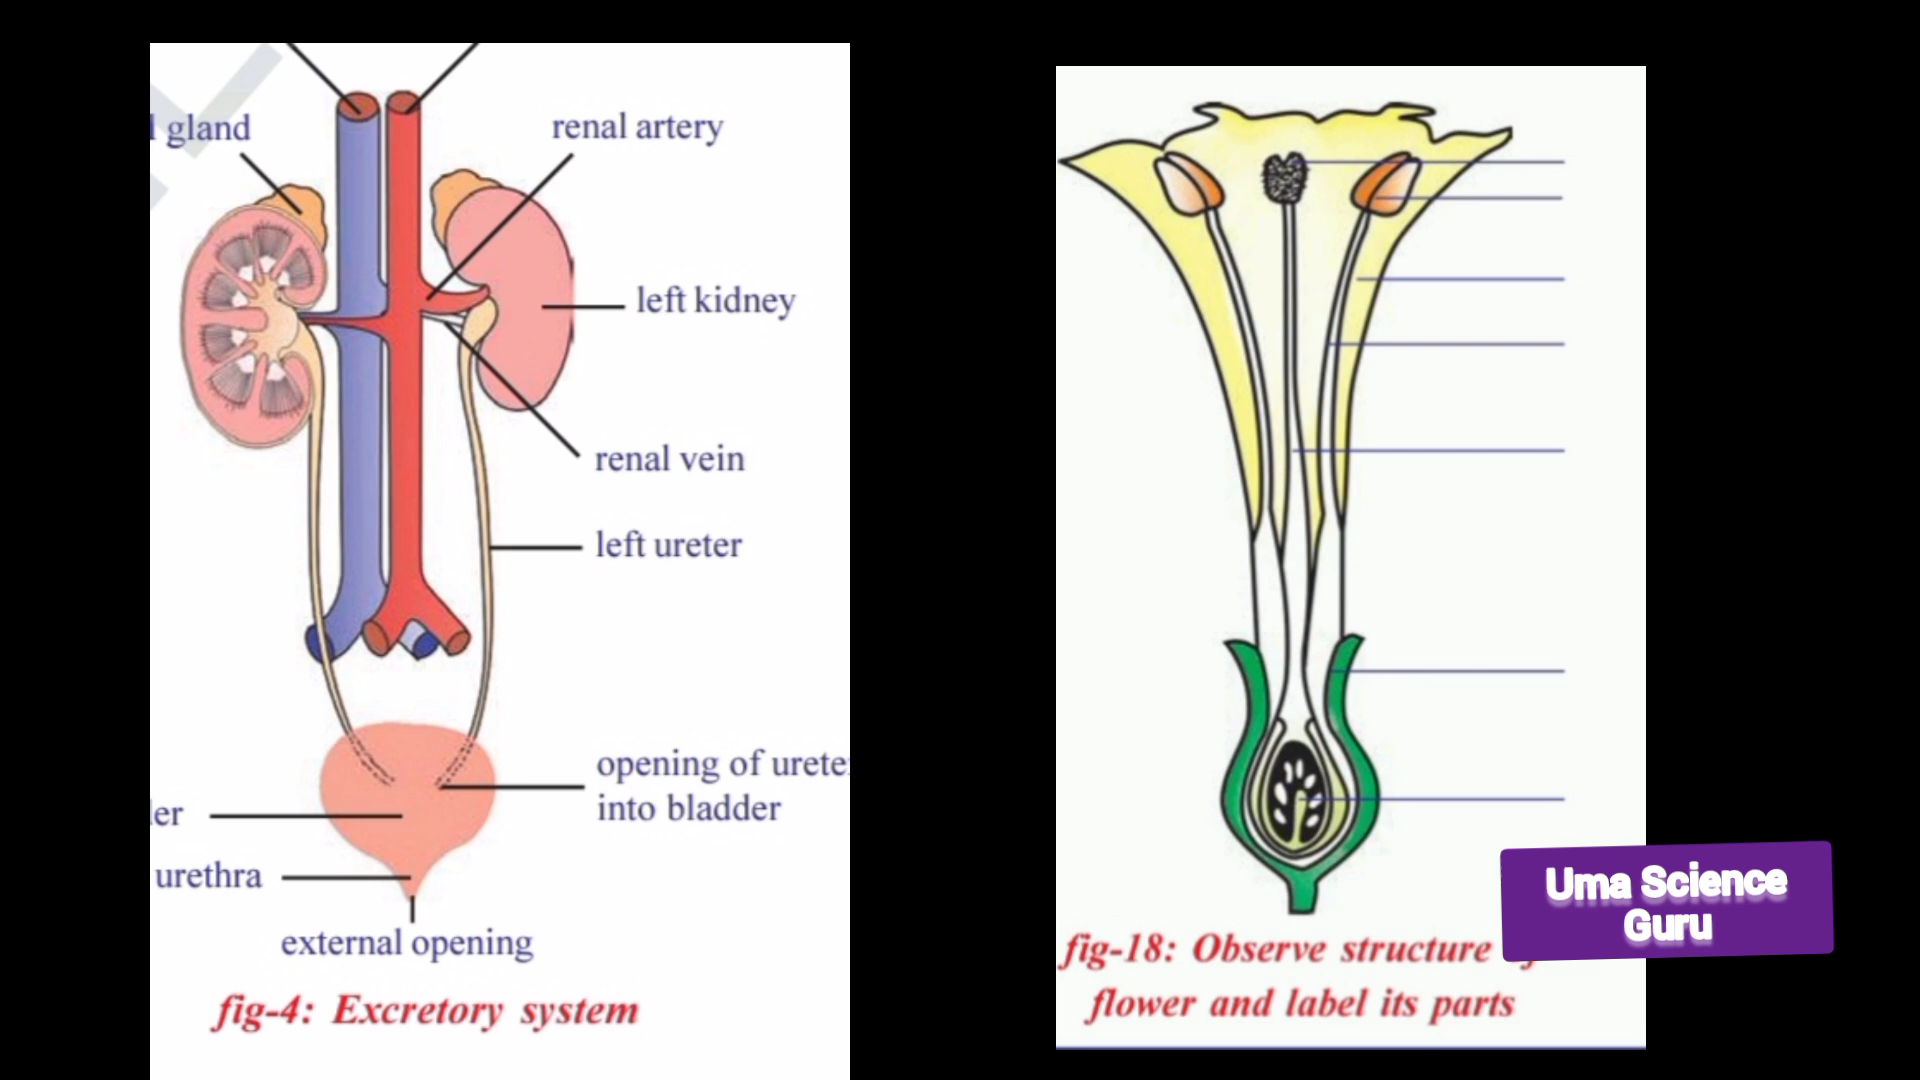 gland
renal artery
left kidney
renal vein
left ureter
opening of urete
into bladder
er
urethra
external opening
fig-4: Excretory system
fig-18: Observe structure
flower and label its parts
Uma Science
Guru